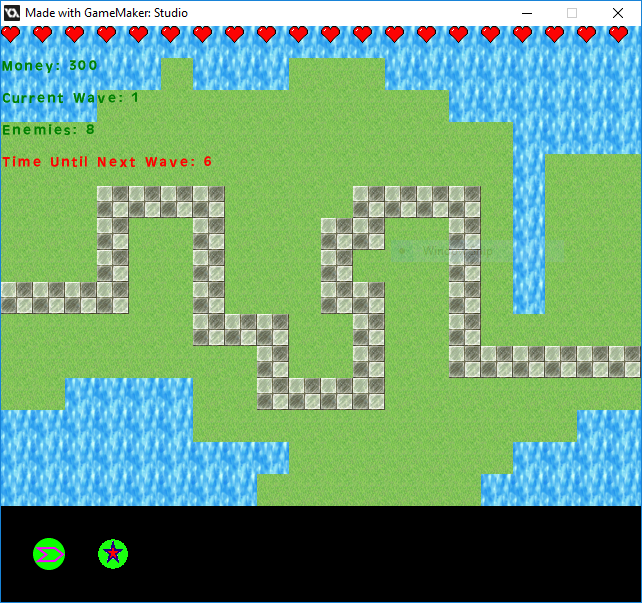 Made with GameMaker: Studio
Money: 300
Current Wave: 1
Enemies: 8
Time Until Next Wave: 6